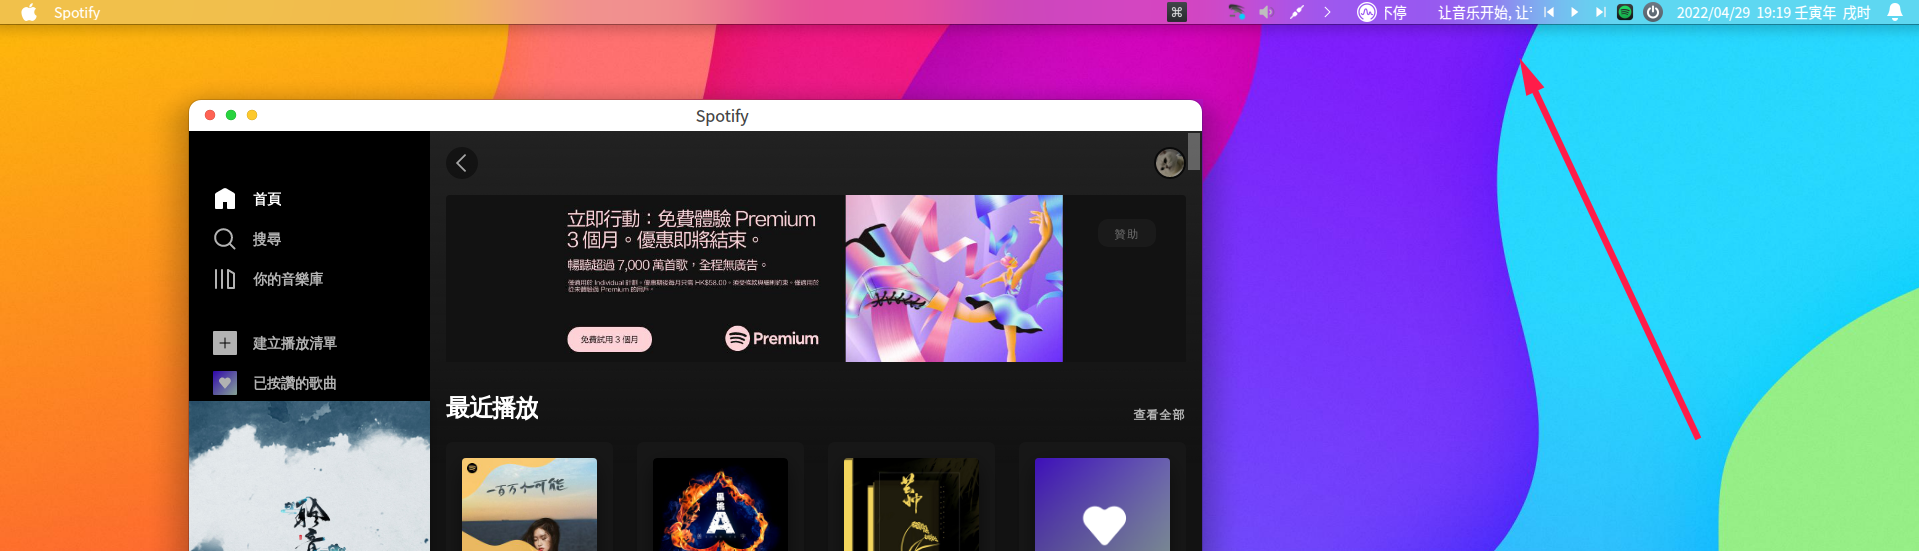 Spotify
⌘
下停
让音乐开始, 让
2022/04/29 19:19 壬寅年 戌时
Spotify
首頁
搜尋
你的音樂庫
建立播放清單
已按讚的歌曲
立即行動：免費體驗 Premium
3 個月。優惠即將結束。
暢聽超過 7,000 萬首歌，全程無廣告。
免費試用 3 個月
Premium
贊助
最近播放
查看全部
一百万个可能
黑桃
A